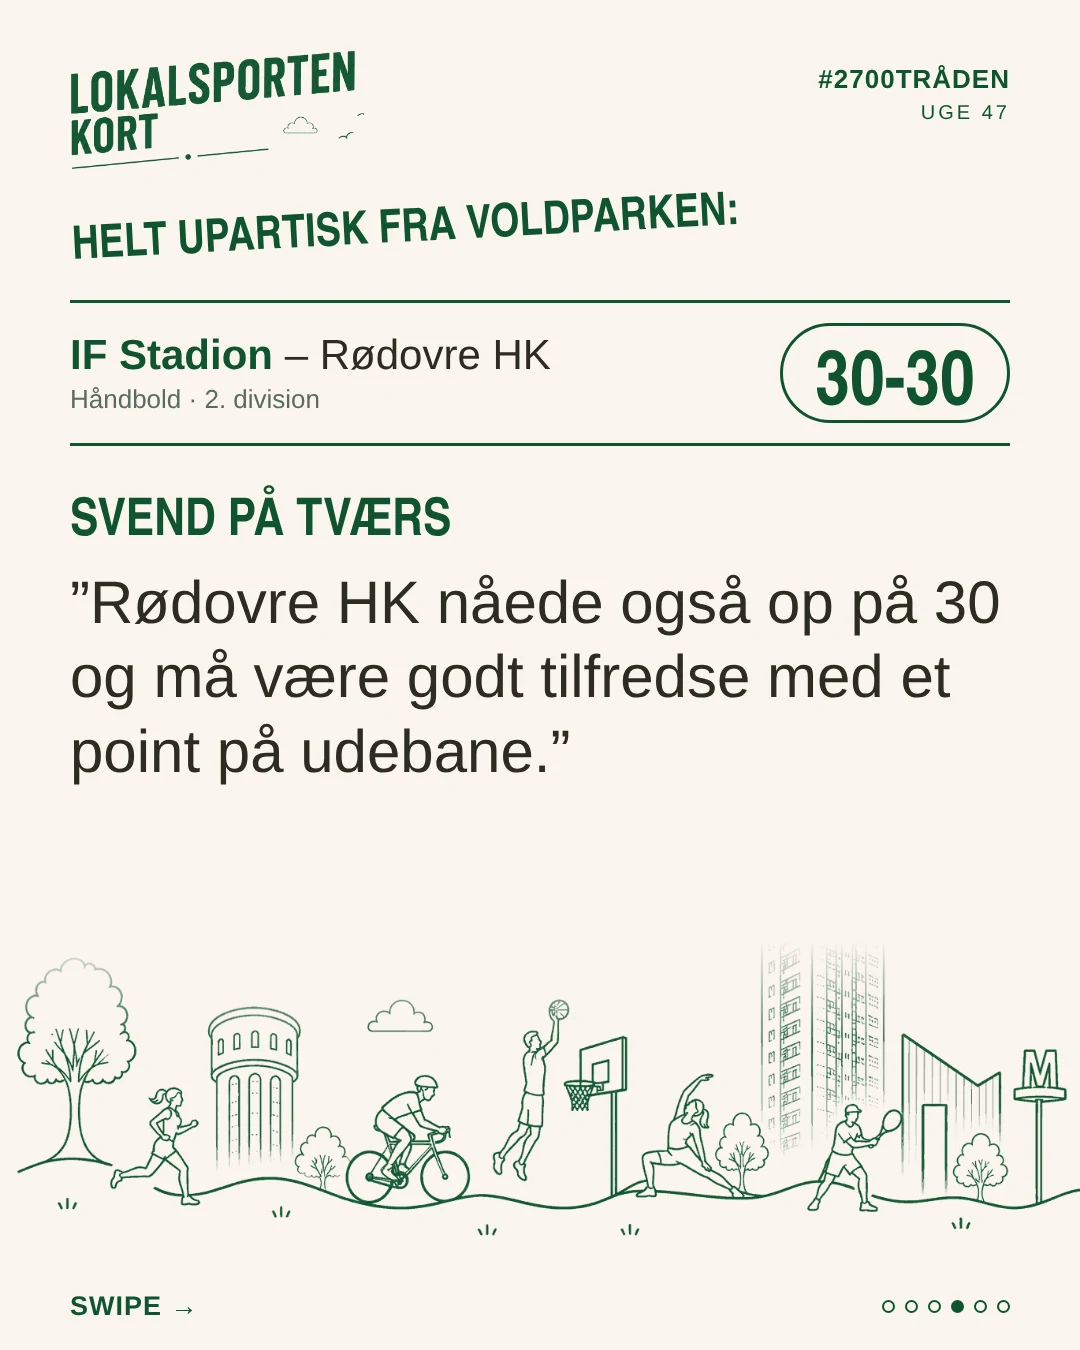 LOKALSPORTEN
KORT
#2700TRÅDEN
UGE 47
HELT UPARTISK FRA VOLDPARKEN:
IF Stadion – Rødovre HK
Håndbold · 2. division
30-30
SVEND PÅ TVÆRS
”Rødovre HK nåede også op på 30
og må være godt tilfredse med et
point på udebane.”
M
SWIPE →